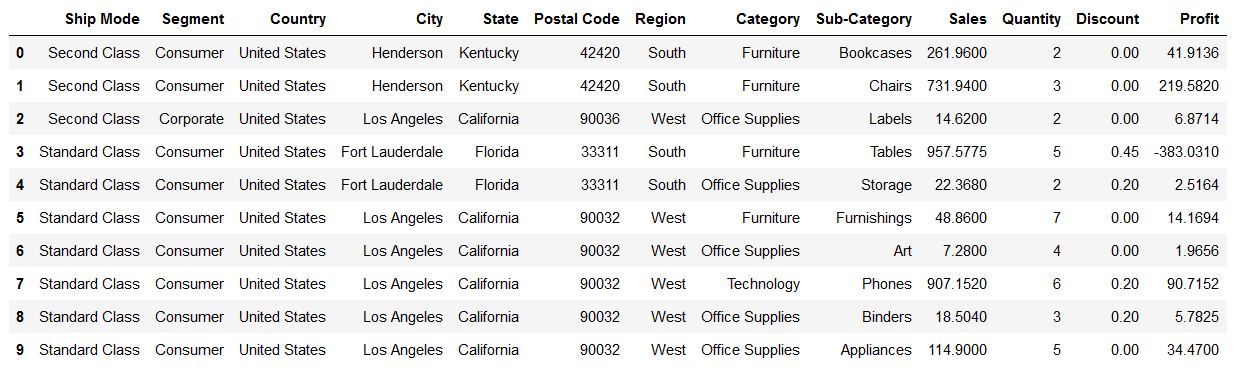 Ship Mode Segment Country City State Postal Code Region Category Sub-Category Sales Quantity Discount Profit
0 Second Class Consumer United States Henderson Kentucky 42420 South Furniture Bookcases 261.9600 2 0.00 41.9136
1 Second Class Consumer United States Henderson Kentucky 42420 South Furniture Chairs 731.9400 3 0.00 219.5820
2 Second Class Corporate United States Los Angeles California 90036 West Office Supplies Labels 14.6200 2 0.00 6.8714
3 Standard Class Consumer United States Fort Lauderdale Florida 33311 South Furniture Tables 957.5775 5 0.45 -383.0310
4 Standard Class Consumer United States Fort Lauderdale Florida 33311 South Office Supplies Storage 22.3680 2 0.20 2.5164
5 Standard Class Consumer United States Los Angeles California 90032 West Furniture Furnishings 48.8600 7 0.00 14.1694
6 Standard Class Consumer United States Los Angeles California 90032 West Office Supplies Art 7.2800 4 0.00 1.9656
7 Standard Class Consumer United States Los Angeles California 90032 West Technology Phones 907.1520 6 0.20 90.7152
8 Standard Class Consumer United States Los Angeles California 90032 West Office Supplies Binders 18.5040 3 0.20 5.7825
9 Standard Class Consumer United States Los Angeles California 90032 West Office Supplies Appliances 114.9000 5 0.00 34.4700